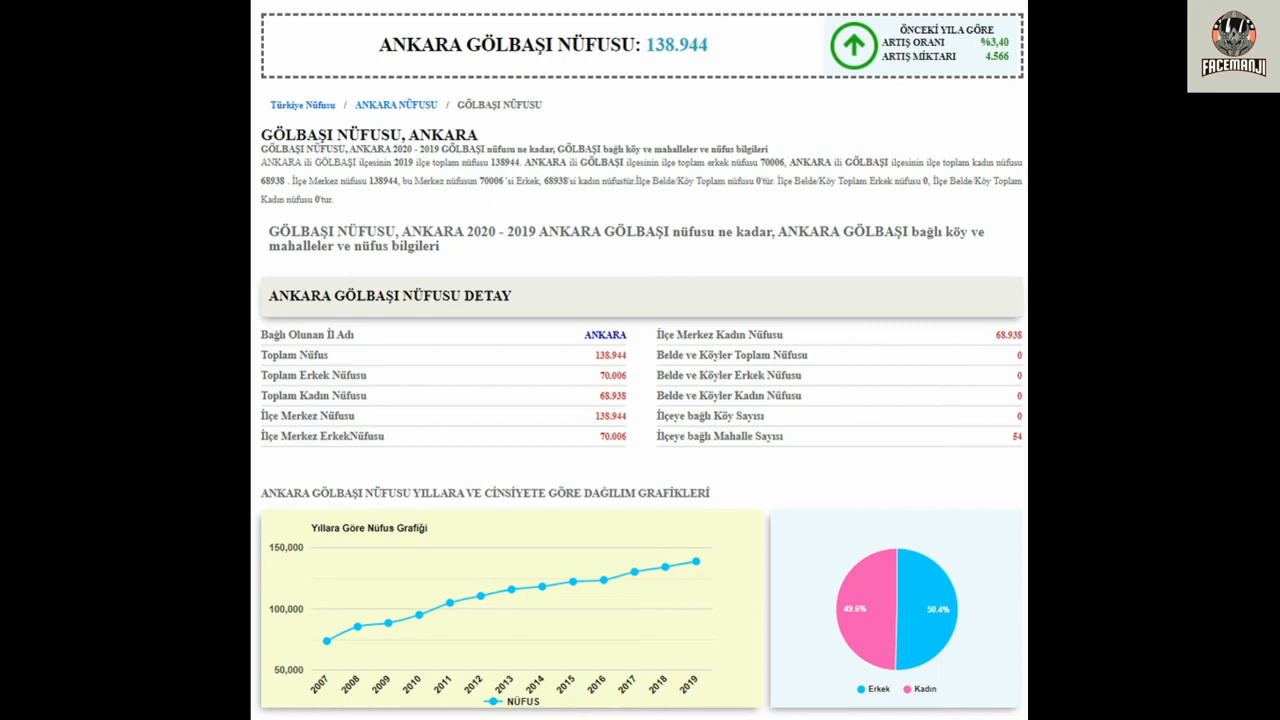 ANKARA GÖLBAŞI NÜFUSU: 138.944
ÖNCEKİ YILA GÖRE
ARTIŞ ORANI %3,40
ARTIŞ MİKTARI 4.566
FACEMANJI
Türkiye Nüfusu / ANKARA NÜFUSU / GÖLBAŞI NÜFUSU
GÖLBAŞI NÜFUSU, ANKARA
GÖLBAŞI NÜFUSU, ANKARA 2020 - 2019 GÖLBAŞI nüfusu ne kadar, GÖLBAŞI bağlı köy ve mahalleler ve nüfus bilgileri
ANKARA ili GÖLBAŞI ilçesinin 2019 ilçe toplam nüfusu 138944. ANKARA ili GÖLBAŞI ilçesinin ilçe toplam erkek nüfusu 70006, ANKARA ili GÖLBAŞI ilçesinin ilçe toplam kadın nüfusu
68938 . İlçe Merkez nüfusu 138944, bu Merkez nüfusun 70006 'si Erkek, 68938'si kadın nüfustür.İlçe Belde/Köy Toplam nüfusu 0'tür. İlçe Belde/Köy Toplam Erkek nüfusu 0, İlçe Belde/Köy Toplam
Kadın nüfusu 0'tur.
GÖLBAŞI NÜFUSU, ANKARA 2020 - 2019 ANKARA GÖLBAŞI nüfusu ne kadar, ANKARA GÖLBAŞI bağlı köy ve
mahalleler ve nüfus bilgileri
ANKARA GÖLBAŞI NÜFUSU DETAY
Bağlı Olunan İl Adı ANKARA
Toplam Nüfus 138.944
Toplam Erkek Nüfusu 70.006
Toplam Kadın Nüfusu 68.938
İlçe Merkez Nüfusu 138.944
İlçe Merkez ErkekNüfusu 70.006
İlçe Merkez Kadın Nüfusu 68.938
Belde ve Köyler Toplam Nüfusu 0
Belde ve Köyler Erkek Nüfusu 0
Belde ve Köyler Kadın Nüfusu 0
İlçeye bağlı Köy Sayısı 0
İlçeye bağlı Mahalle Sayısı 54
ANKARA GÖLBAŞI NÜFUSU YILLARA VE CİNSİYETE GÖRE DAĞILIM GRAFİKLERİ
Yıllara Göre Nüfus Grafiği
150,000
100,000
50,000
2007 2008 2009 2010 2011 2012 2013 2014 2015 2016 2017 2018 2019
NÜFUS
49.6% 50.4%
Erkek Kadın